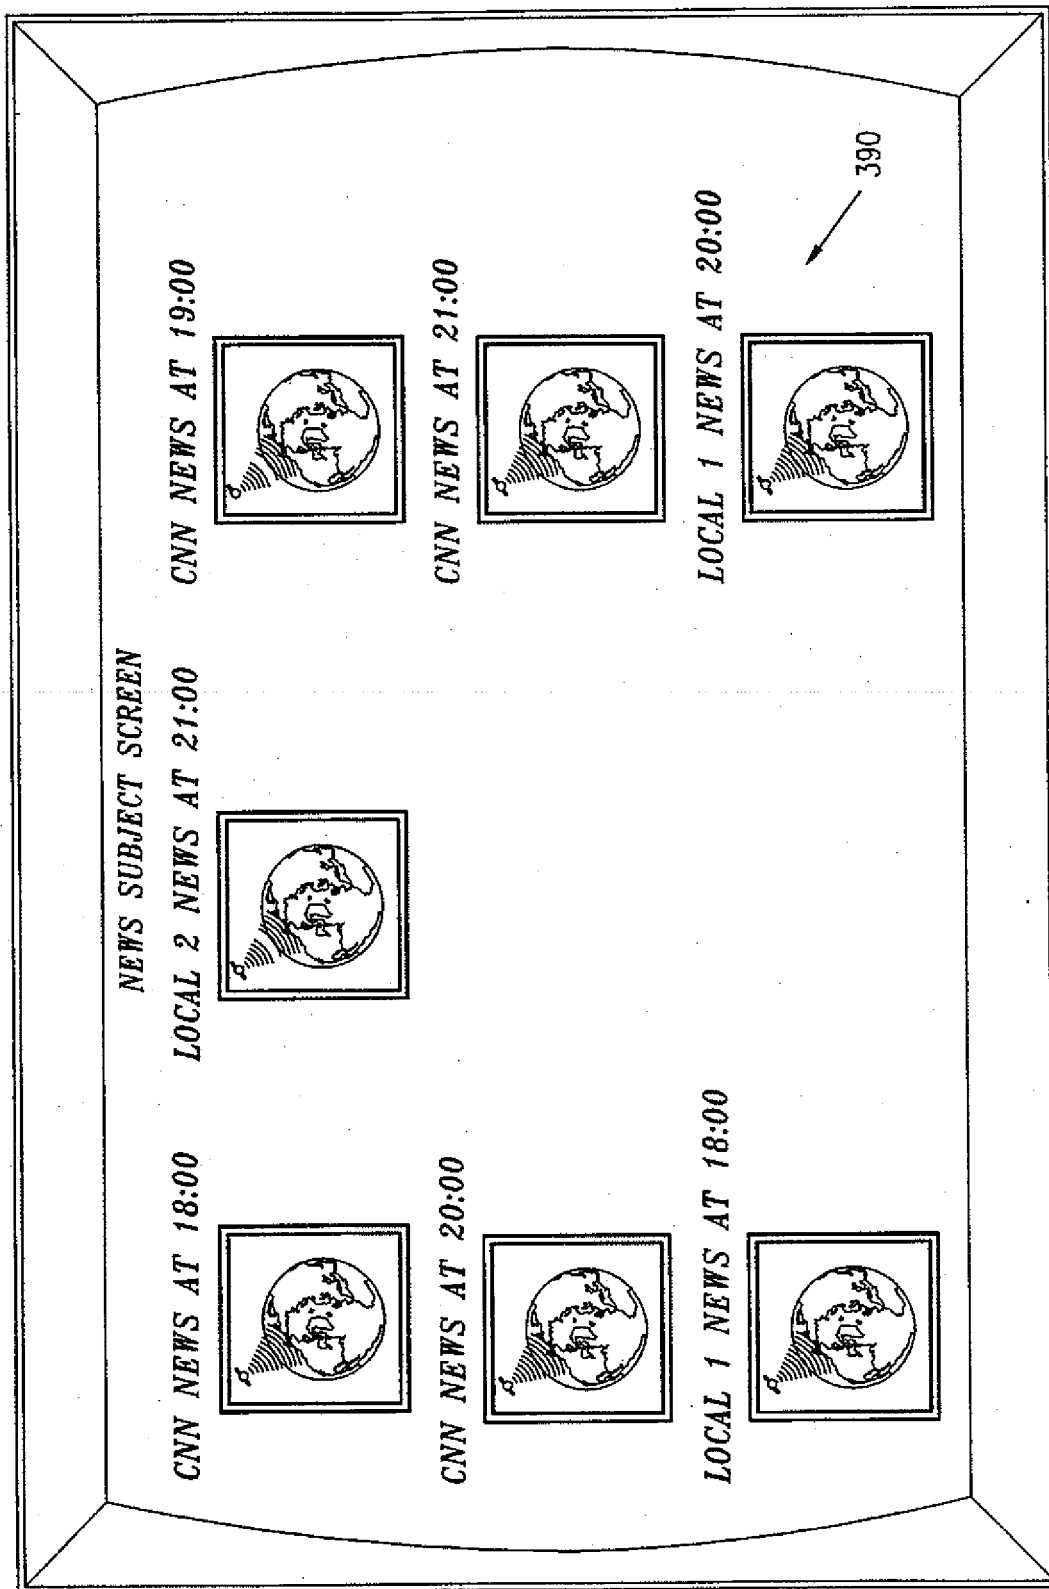 NEWS SUBJECT SCREEN
CNN NEWS AT 18:00
LOCAL 2 NEWS AT 21:00
CNN NEWS AT 19:00
CNN NEWS AT 20:00
CNN NEWS AT 21:00
LOCAL 1 NEWS AT 18:00
LOCAL 1 NEWS AT 20:00
390